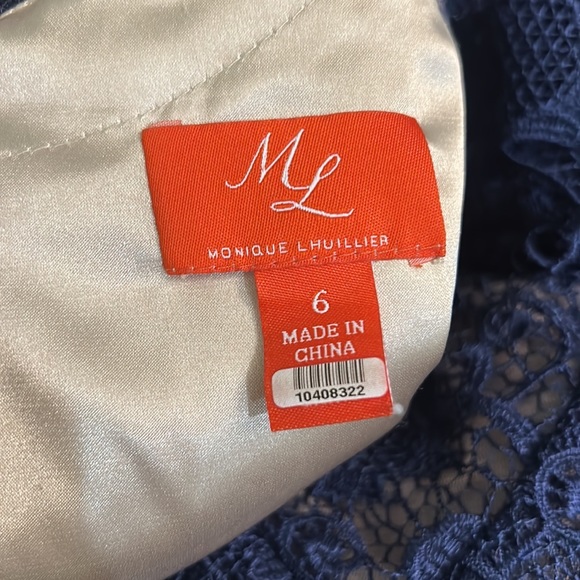 ML
MONIQUE LHUILLIER
6
MADE IN
CHINA
10408322